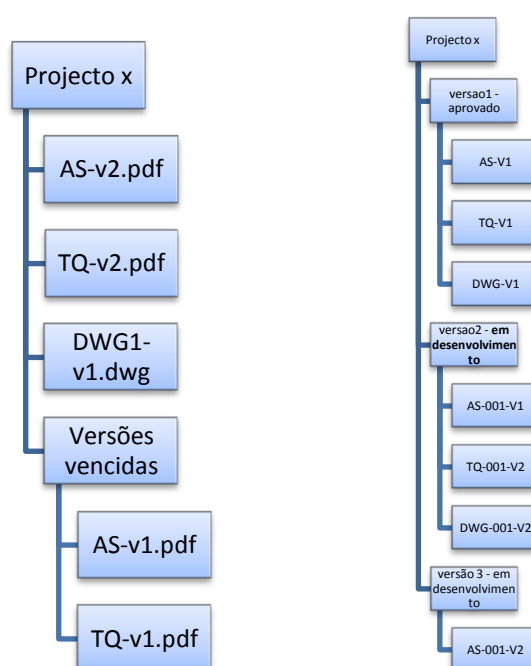 Projecto x
AS-v2.pdf
TQ-v2.pdf
DWG1-
v1.dwg
Versões
vencidas
AS-v1.pdf
TQ-v1.pdf
Projecto x
versao1 -
aprovado
AS-V1
TQ-V1
DWG-V1
versao2 - em
desenvolvimen
to
AS-001-V1
TQ-001-V2
DWG-001-V2
versão 3 - em
desenvolvimen
to
AS-001-V2